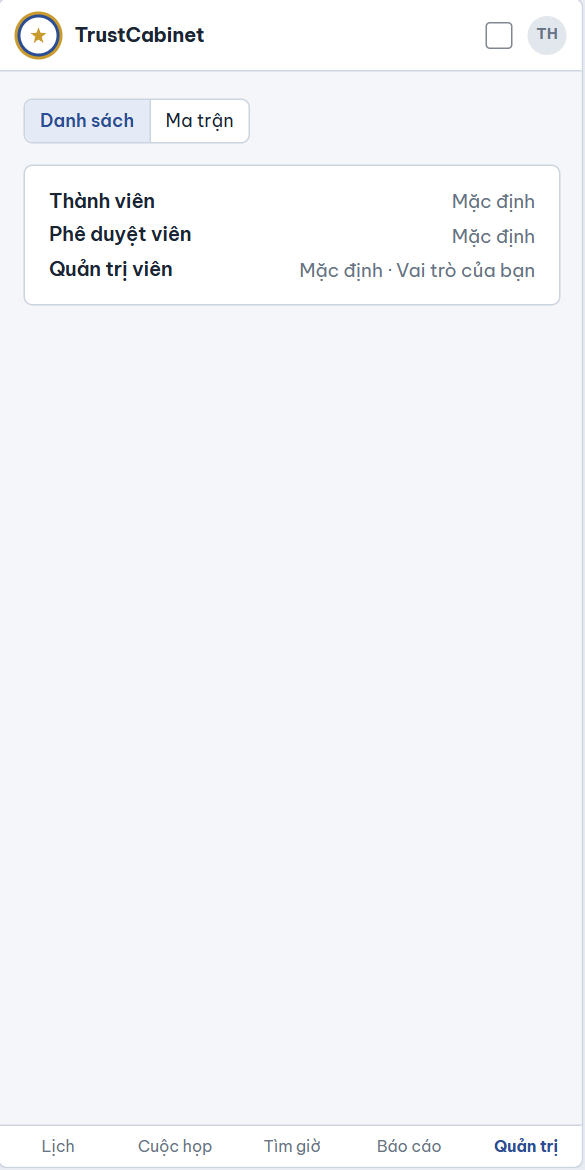 TrustCabinet
TH
Danh sách
Ma trận
Thành viên Mặc định
Phê duyệt viên Mặc định
Quản trị viên Mặc định · Vai trò của bạn
Lịch Cuộc họp Tìm giờ Báo cáo Quản trị